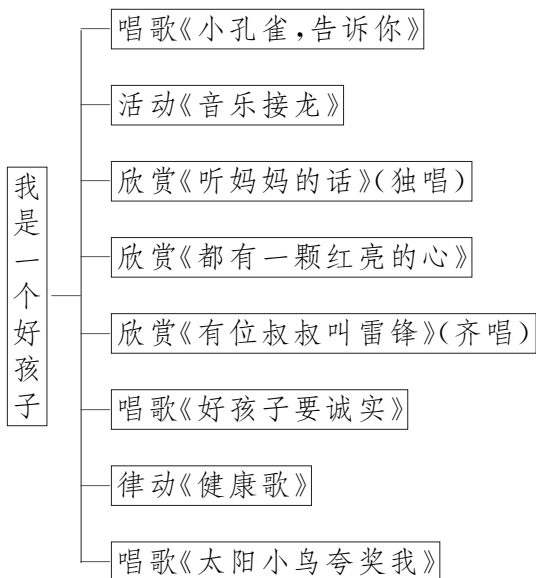 我是一个好孩子
唱歌《小孔雀,告诉你》
活动《音乐接龙》
欣赏《听妈妈的话》(独唱)
欣赏《都有一颗红亮的心》
欣赏《有位叔叔叫雷锋》(齐唱)
唱歌《好孩子要诚实》
律动《健康歌》
唱歌《太阳小鸟夸奖我》